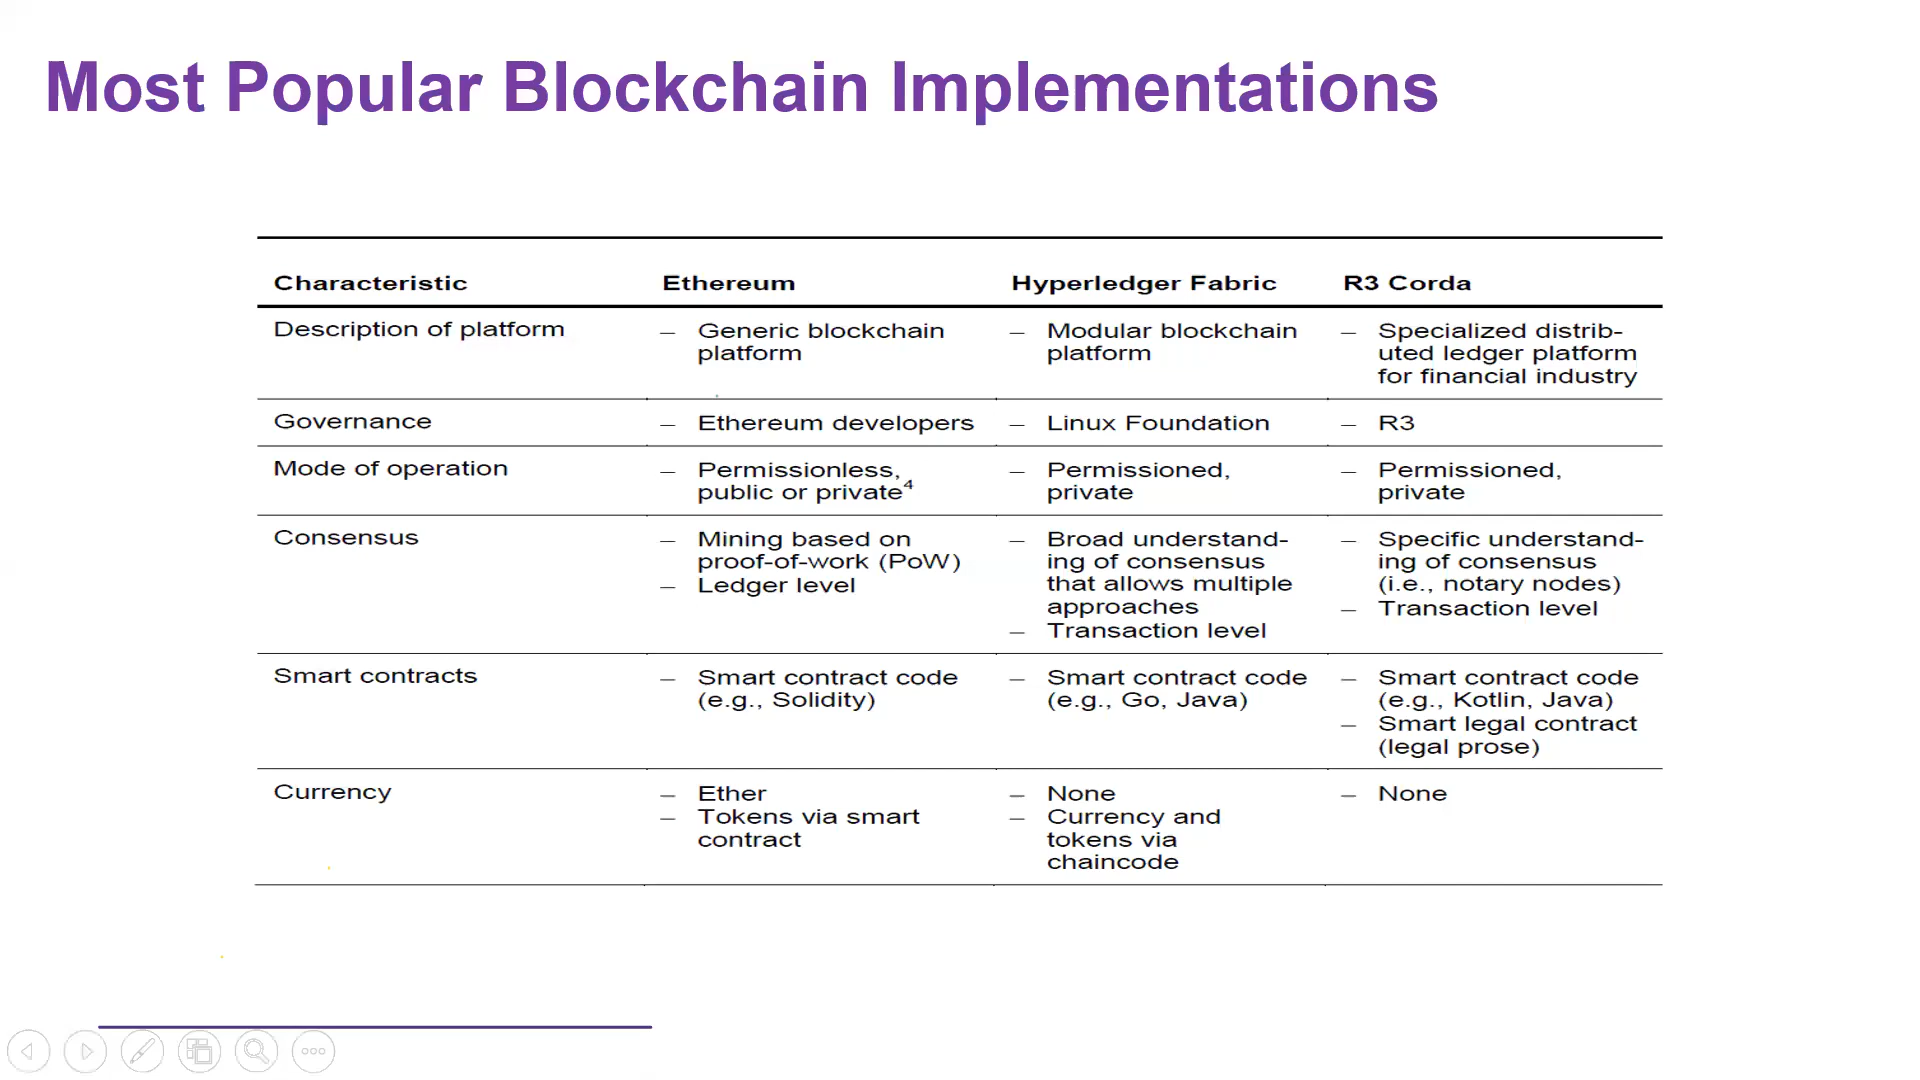 Most Popular Blockchain Implementations
Characteristic
Ethereum
Hyperledger Fabric
R3 Corda
Description of platform
– Generic blockchain
platform
– Modular blockchain
platform
– Specialized distrib-
uted ledger platform
for financial industry
Governance
– Ethereum developers
– Linux Foundation
– R3
Mode of operation
– Permissionless,
public or private⁴
– Permissioned,
private
– Permissioned,
private
Consensus
– Mining based on
proof-of-work (PoW)
– Ledger level
– Broad understand-
ing of consensus
that allows multiple
approaches
– Transaction level
– Specific understand-
ing of consensus
(i.e., notary nodes)
– Transaction level
Smart contracts
– Smart contract code
(e.g., Solidity)
– Smart contract code
(e.g., Go, Java)
– Smart contract code
(e.g., Kotlin, Java)
– Smart legal contract
(legal prose)
Currency
– Ether
– Tokens via smart
contract
– None
– Currency and
tokens via
chaincode
– None